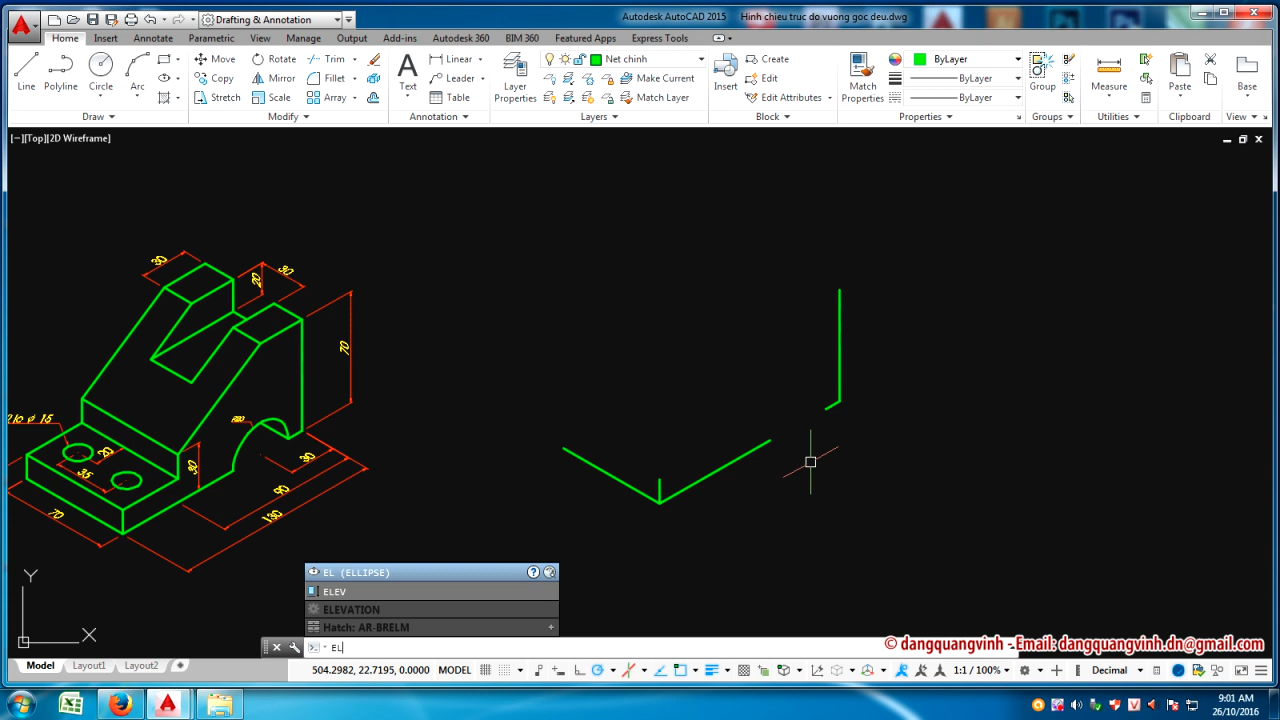 Drafting & Annotation
Autodesk AutoCAD 2015 Hinh chieu truc do vuong goc deu.dwg
Home Insert Annotate Parametric View Manage Output Add-ins Autodesk 360 BIM 360 Featured Apps Express Tools
Line Polyline Circle Arc
Move Rotate Trim
Copy Mirror Fillet
Stretch Scale Array
Text
Linear
Leader
Table
Layer Properties
Net chinh
Make Current
Match Layer
Insert
Create
Edit
Edit Attributes
Match Properties
ByLayer
ByLayer
ByLayer
Group
Measure
Paste
Base
Draw Modify Annotation Layers Block Properties Groups Utilities Clipboard View
[−][Top][2D Wireframe]
30
20
30
70
R20
20
35
30
30
90
130
70
Y
X
EL (ELLIPSE)
ELEV
ELEVATION
Hatch: AR-BRELM
EL
© dangquangvinh - Email: dangquangvinh.dn@gmail.com
Model Layout1 Layout2
504.2982, 22.7195, 0.0000 MODEL
1:1 / 100%
Decimal
9:01 AM
26/10/2016